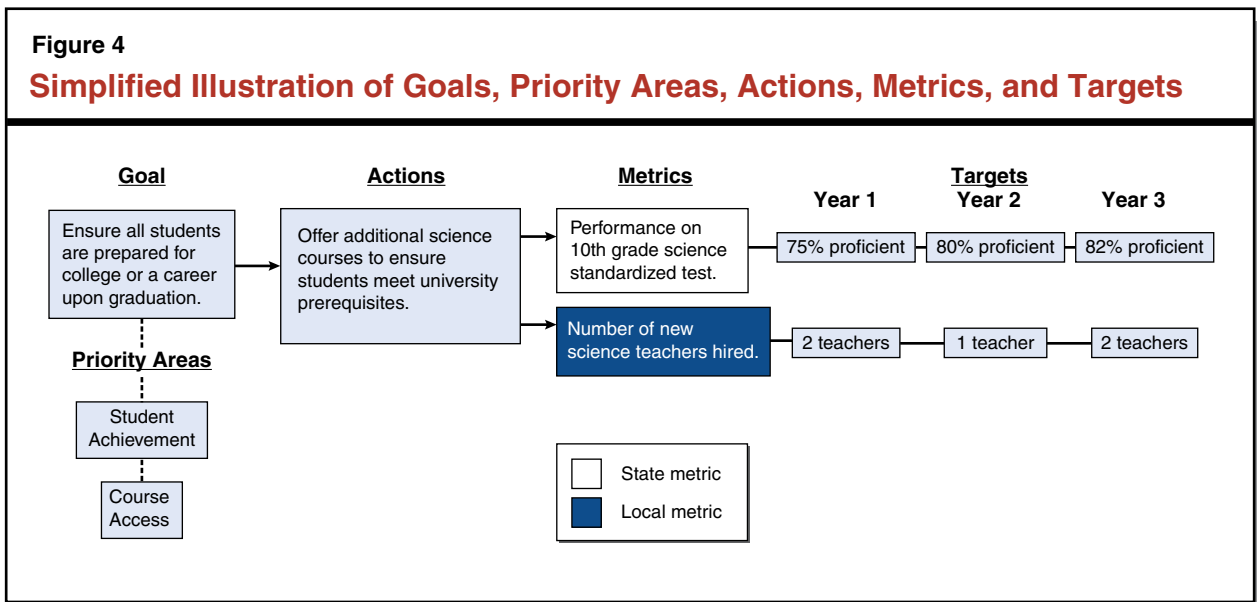 Figure 4
Simplified Illustration of Goals, Priority Areas, Actions, Metrics, and Targets
Goal
Ensure all students
are prepared for
college or a career
upon graduation.
Priority Areas
Student
Achievement
Course
Access
Actions
Offer additional science
courses to ensure
students meet university
prerequisites.
Metrics
Performance on
10th grade science
standardized test.
Number of new
science teachers hired.
Targets
Year 1
Year 2
Year 3
75% proficient
80% proficient
82% proficient
2 teachers
1 teacher
2 teachers
State metric
Local metric